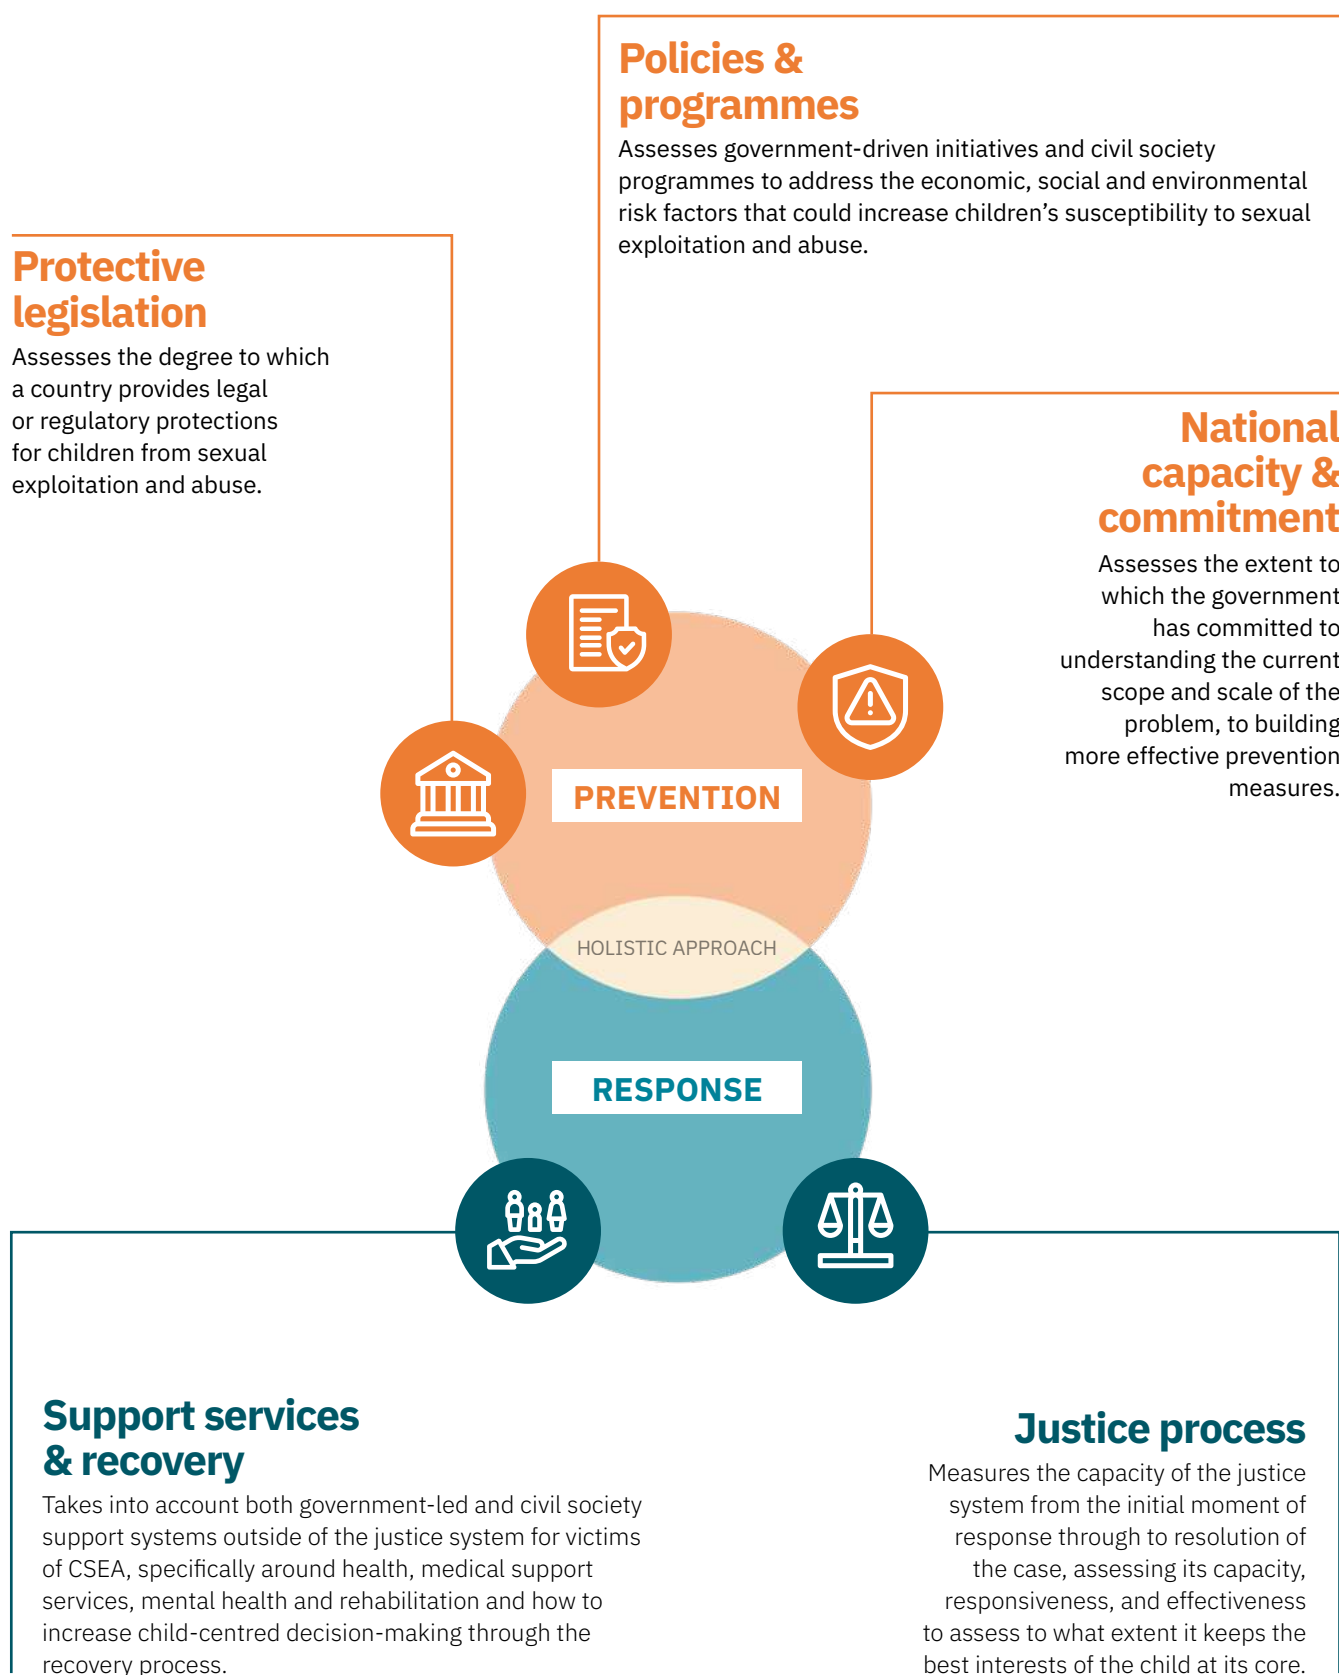 Policies &
programmes
Assesses government-driven initiatives and civil society
programmes to address the economic, social and environmental
risk factors that could increase children’s susceptibility to sexual
exploitation and abuse.
Protective
legislation
Assesses the degree to which
a country provides legal
or regulatory protections
for children from sexual
exploitation and abuse.
National
capacity &
commitment
Assesses the extent to
which the government
has committed to
understanding the current
scope and scale of the
problem, to building
more effective prevention
measures.
PREVENTION
HOLISTIC APPROACH
RESPONSE
Support services
& recovery
Takes into account both government-led and civil society
support systems outside of the justice system for victims
of CSEA, specifically around health, medical support
services, mental health and rehabilitation and how to
increase child-centred decision-making through the
recovery process.
Justice process
Measures the capacity of the justice
system from the initial moment of
response through to resolution of
the case, assessing its capacity,
responsiveness, and effectiveness
to assess to what extent it keeps the
best interests of the child at its core.